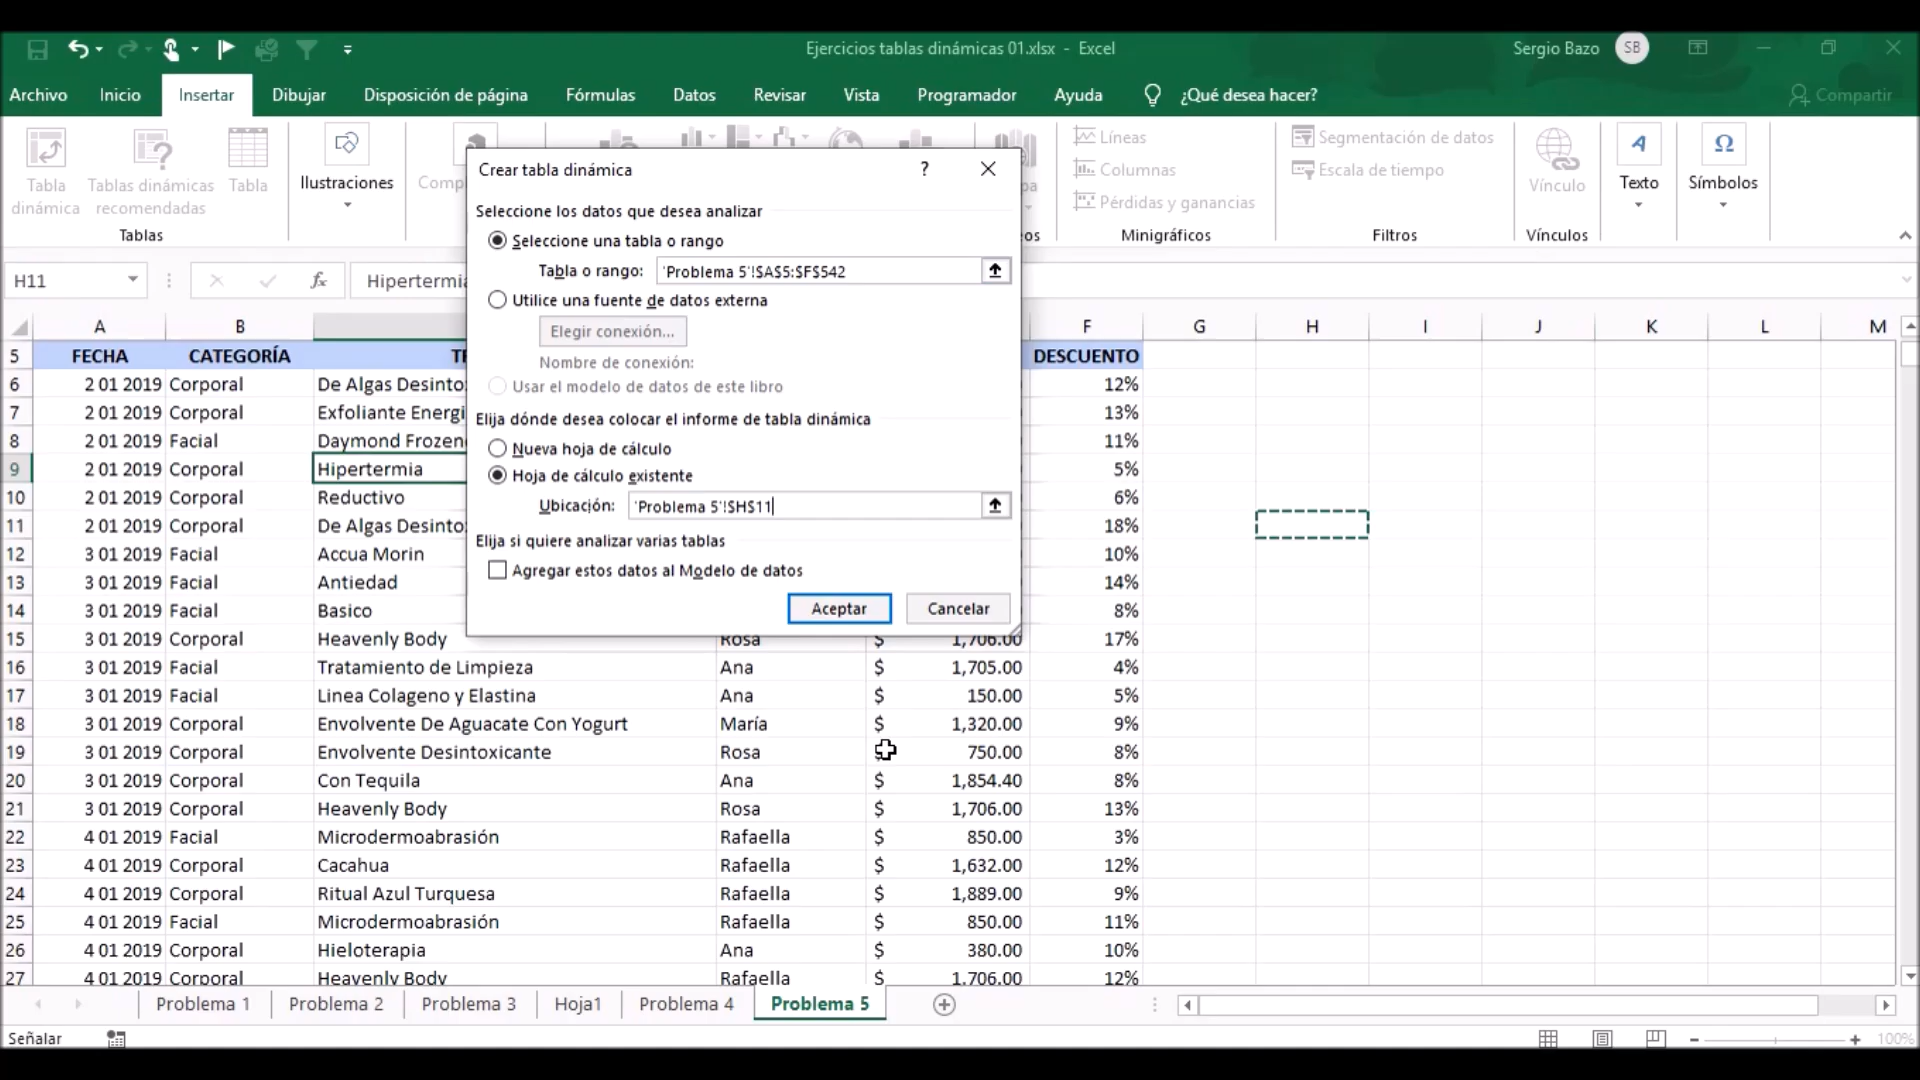 Ejercicios tablas dinámicas 01.xlsx - Excel
Sergio Bazo SB
Archivo Inicio Insertar Dibujar Disposición de página Fórmulas Datos Revisar Vista Programador Ayuda ¿Qué desea hacer? Compartir
Tabla dinámica
Tablas dinámicas recomendadas
Tabla
Tablas
Ilustraciones
Líneas
Columnas
Pérdidas y ganancias
Minigráficos
Segmentación de datos
Escala de tiempo
Filtros
Vínculo
Vínculos
Texto
Símbolos
Crear tabla dinámica ?
Seleccione los datos que desea analizar
Seleccione una tabla o rango
Tabla o rango: 'Problema 5'!$A$5:$F$542
Utilice una fuente de datos externa
Elegir conexión...
Nombre de conexión:
Usar el modelo de datos de este libro
Elija dónde desea colocar el informe de tabla dinámica
Nueva hoja de cálculo
Hoja de cálculo existente
Ubicación: 'Problema 5'!$H$11
Elija si quiere analizar varias tablas
Agregar estos datos al Modelo de datos
Aceptar Cancelar
H11 fx
A B F G H I J K L M
5 FECHA CATEGORÍA DESCUENTO
6 2 01 2019 Corporal De Algas 12%
7 2 01 2019 Corporal Exfoliante 13%
8 2 01 2019 Facial Daymond 11%
9 2 01 2019 Corporal Hipertermia 5%
10 2 01 2019 Corporal Reductivo 6%
11 2 01 2019 Corporal De Algas 18%
12 3 01 2019 Facial Accua Morin 10%
13 3 01 2019 Facial Antiedad 14%
14 3 01 2019 Facial Basico 8%
15 3 01 2019 Corporal Heavenly Body Rosa $ 1,706.00 17%
16 3 01 2019 Facial Tratamiento de Limpieza Ana $ 1,705.00 4%
17 3 01 2019 Facial Linea Colageno y Elastina Ana $ 150.00 5%
18 3 01 2019 Corporal Envolvente De Aguacate Con Yogurt María $ 1,320.00 9%
19 3 01 2019 Corporal Envolvente Desintoxicante Rosa 750.00 8%
20 3 01 2019 Corporal Con Tequila Ana $ 1,854.40 8%
21 3 01 2019 Corporal Heavenly Body Rosa $ 1,706.00 13%
22 4 01 2019 Facial Microdermoabrasión Rafaella $ 850.00 3%
23 4 01 2019 Corporal Cacahua Rafaella $ 1,632.00 12%
24 4 01 2019 Corporal Ritual Azul Turquesa Rafaella $ 1,889.00 9%
25 4 01 2019 Facial Microdermoabrasión Rafaella $ 850.00 11%
26 4 01 2019 Corporal Hieloterapia Ana $ 380.00 10%
27 4 01 2019 Corporal Heavenly Body Rafaella $ 1,706.00 12%
Problema 1 Problema 2 Problema 3 Hoja1 Problema 4 Problema 5
Señalar 100%